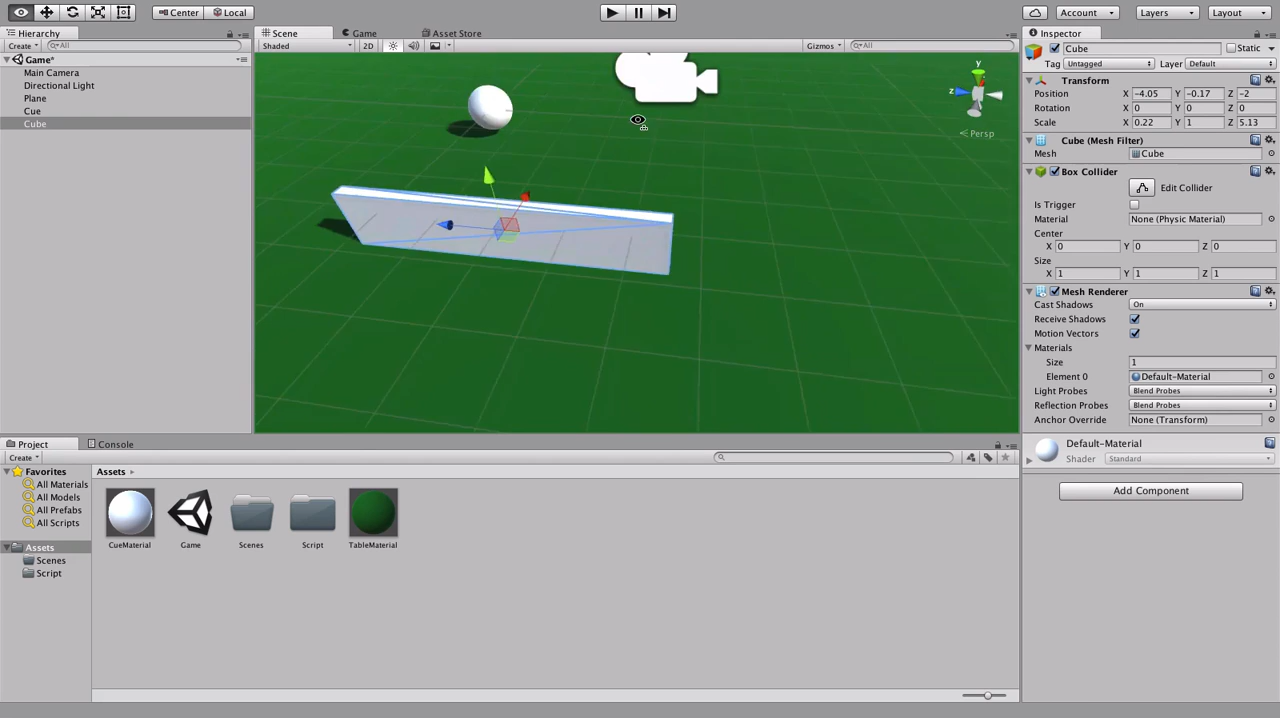 Center Local Account Layers Layout
Hierarchy Scene Game Asset Store Inspector
Create All Shaded 2D Gizmos All Cube Static
Game* Tag Untagged Layer Default
Main Camera
Directional Light
Plane
Cue
Cube
y
z
Persp
Transform
Position X −4.05 Y −0.17 Z −2
Rotation X 0 Y 0 Z 0
Scale X 0.22 Y 1 Z 5.13
Cube (Mesh Filter)
Mesh Cube
Box Collider
Edit Collider
Is Trigger
Material None (Physic Material)
Center
X 0 Y 0 Z 0
Size
X 1 Y 1 Z 1
Mesh Renderer
Cast Shadows On
Receive Shadows
Motion Vectors
Materials
Size 1
Element 0 Default-Material
Light Probes Blend Probes
Reflection Probes Blend Probes
Anchor Override None (Transform)
Default-Material
Shader Standard
Add Component
Project Console
Create
Favorites
All Materials
All Models
All Prefabs
All Scripts
Assets
Scenes
Script
Assets
CueMaterial Game Scenes Script TableMaterial